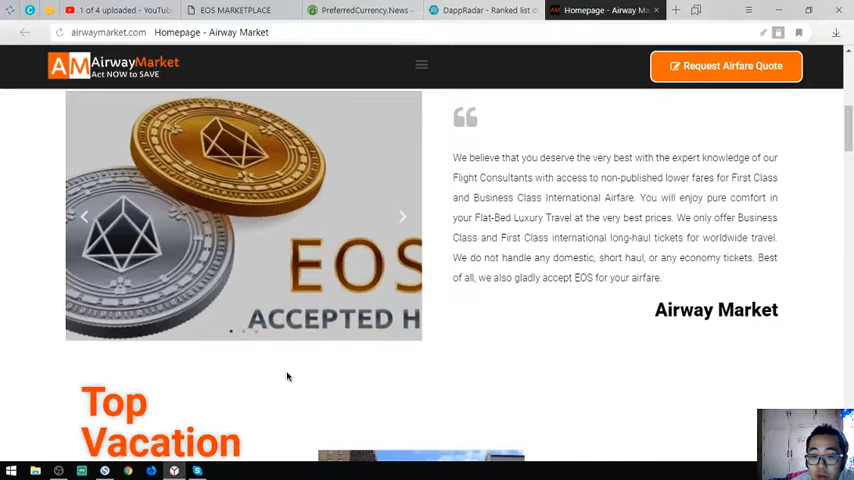 1 of 4 uploaded - YouTub
EOS MARKETPLACE
PreferredCurrency.News -
DappRadar - Ranked list o
AM Homepage - Airway Ma
airwaymarket.com Homepage - Airway Market
AM AirwayMarket
Act NOW to SAVE
Request Airfare Quote
EOS
ACCEPTED H
We believe that you deserve the very best with the expert knowledge of our
Flight Consultants with access to non-published lower fares for First Class
and Business Class International Airfare. You will enjoy pure comfort in
your Flat-Bed Luxury Travel at the very best prices. We only offer Business
Class and First Class international long-haul tickets for worldwide travel.
We do not handle any domestic, short haul, or any economy tickets. Best
of all, we also gladly accept EOS for your airfare.
Airway Market
Top
Vacation